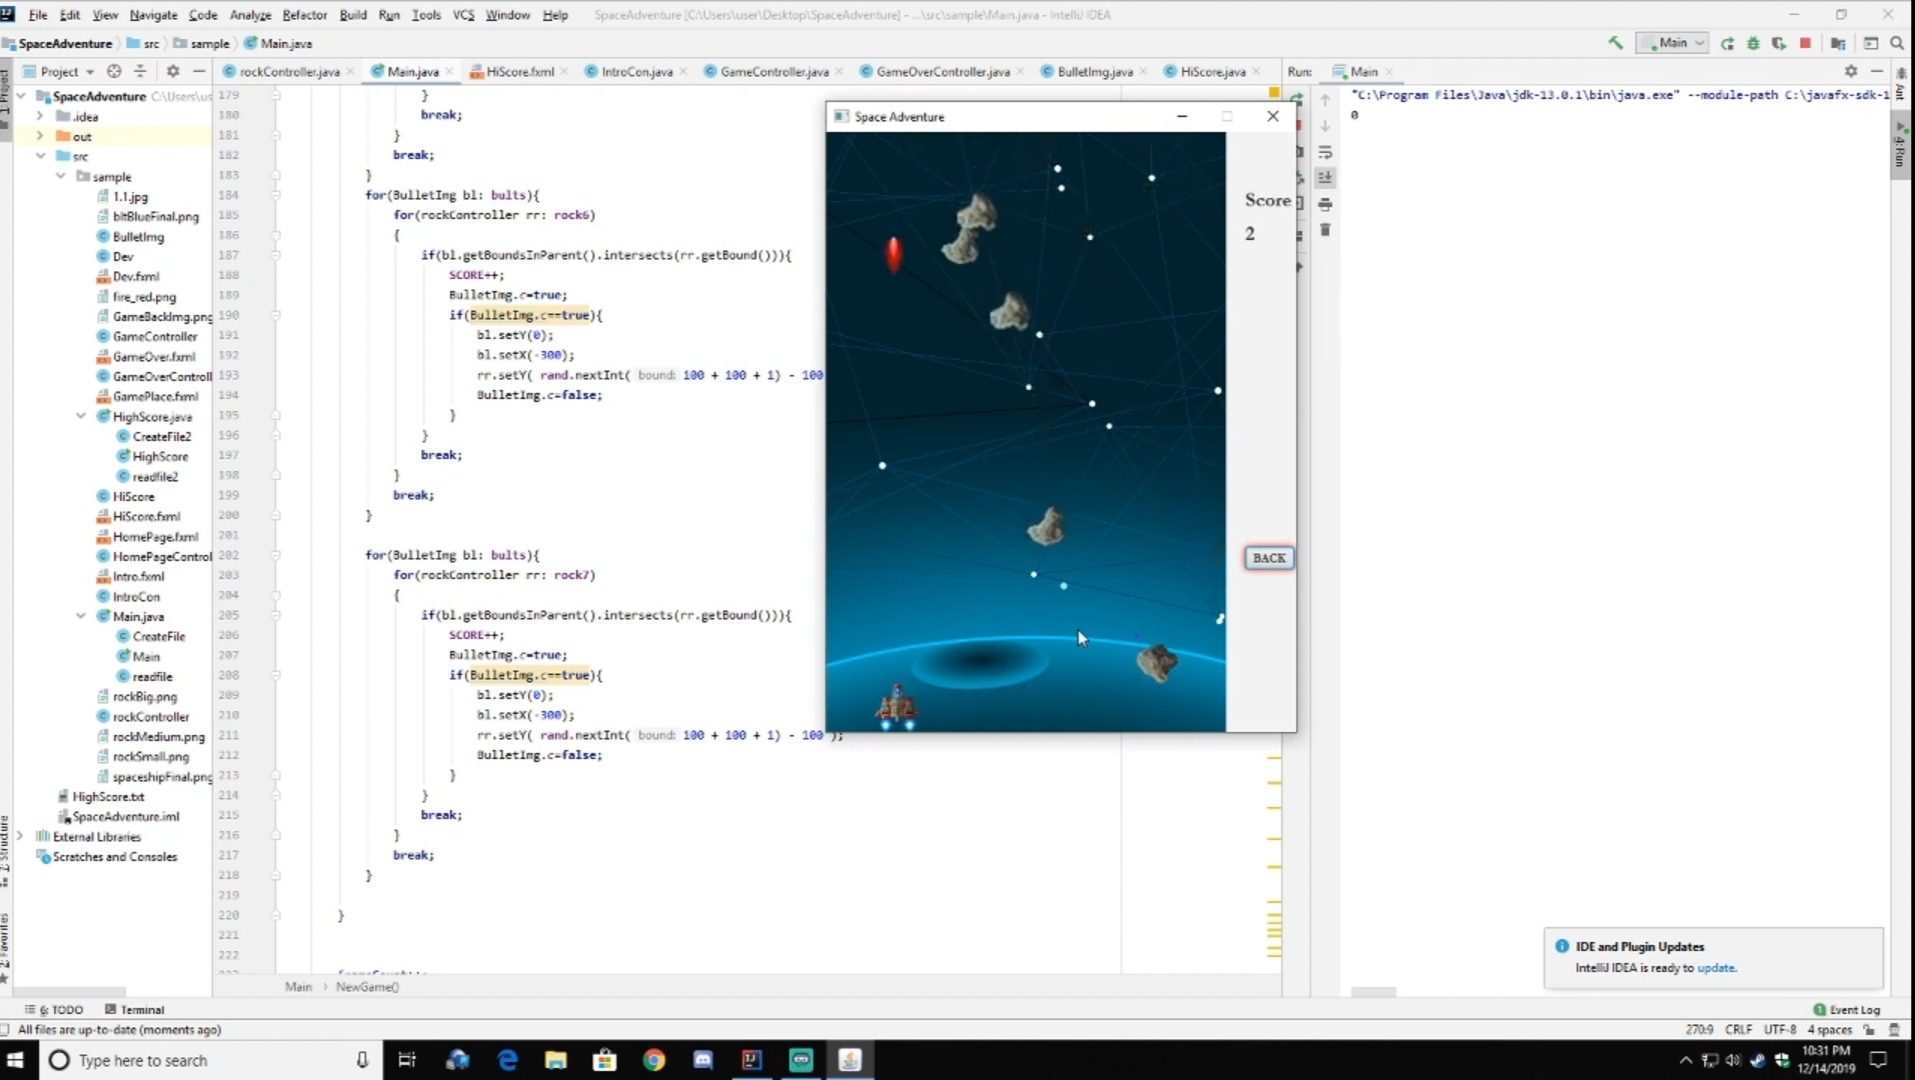 File Edit View Navigate Code Analyze Refactor Build Run Tools VCS Window Help SpaceAdventure [C:\Users\user\Desktop\SpaceAdventure] - ...\src\sample\Main.java - IntelliJ IDEA
SpaceAdventure src sample Main.java
Main
Project
rockController.java Main.java HiScore.fxml IntroCon.java GameController.java GameOverController.java BulletImg.java HiScore.java
Run: Main
1: Project
SpaceAdventure C:\Users\us
.idea
out
src
sample
1.1.jpg
bltBlueFinal.png
BulletImg
Dev
Dev.fxml
fire_red.png
GameBackImg.png
GameController
GameOver.fxml
GameOverControll
GamePlace.fxml
HighScore.java
CreateFile2
HighScore
readfile2
HiScore
HiScore.fxml
HomePage.fxml
HomePageControl
Intro.fxml
IntroCon
Main.java
CreateFile
Main
readfile
rockBig.png
rockController
rockMedium.png
rockSmall.png
spaceshipFinal.png
HighScore.txt
SpaceAdventure.iml
External Libraries
Scratches and Consoles
179 }
180 break;
181 }
182 break;
183 }
184 for(BulletImg bl: bults){
185 for(rockController rr: rock6)
186 {
187 if(bl.getBoundsInParent().intersects(rr.getBound())){
188 SCORE++;
189 BulletImg.c=true;
190 if(BulletImg.c==true){
191 bl.setY(0);
192 bl.setX(-300);
193 rr.setY( rand.nextInt( bound: 100 + 100 + 1) - 100
194 BulletImg.c=false;
195 }
196 }
197 break;
198 }
199 break;
200 }
201
202 for(BulletImg bl: bults){
203 for(rockController rr: rock7)
204 {
205 if(bl.getBoundsInParent().intersects(rr.getBound())){
206 SCORE++;
207 BulletImg.c=true;
208 if(BulletImg.c==true){
209 bl.setY(0);
210 bl.setX(-300);
211 rr.setY( rand.nextInt( bound: 100 + 100 + 1) - 100 );
212 BulletImg.c=false;
213 }
214 }
215 break;
216 }
217 break;
218 }
219
220 }
221
222
Main NewGame()
Space Adventure
Score
2
BACK
"C:\Program Files\Java\jdk-13.0.1\bin\java.exe" --module-path C:\javafx-sdk-1
0
Ant
4: Run
Structure
Favorites
IDE and Plugin Updates
IntelliJ IDEA is ready to update.
6: TODO Terminal
1 Event Log
All files are up-to-date (moments ago)
270:9 CRLF UTF-8 4 spaces
Type here to search
10:31 PM
12/14/2019